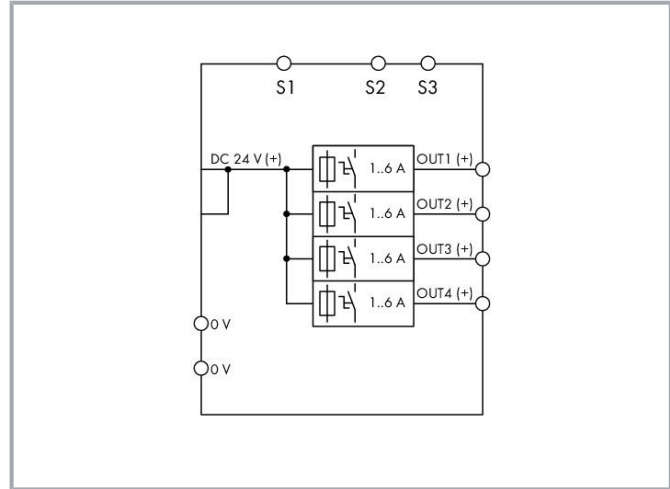 S1 S2 S3
DC 24 V (+) 1..6 A OUT1 (+)
1..6 A OUT2 (+)
1..6 A OUT3 (+)
1..6 A OUT4 (+)
0 V
0 V